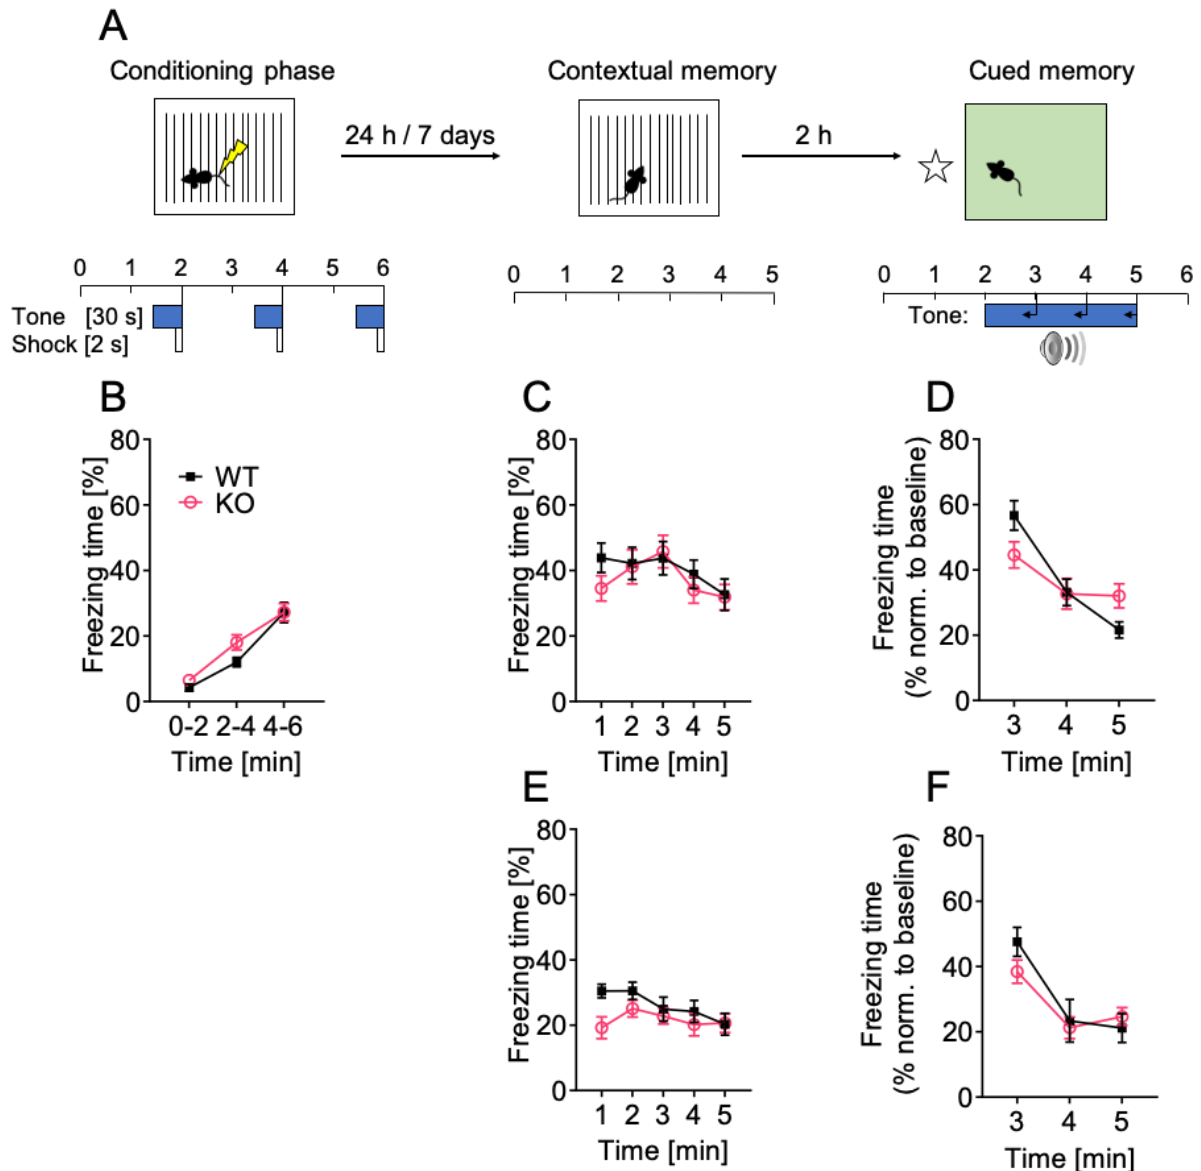 A
Conditioning phase
Contextual memory
Cued memory
24 h / 7 days
2 h
0 1 2 3 4 5 6
0 1 2 3 4 5
0 1 2 3 4 5 6
Tone [30 s]
Shock [2 s]
Tone:
B
Freezing time [%]
80
60
40
20
0
WT
KO
0-2 2-4 4-6
Time [min]
C
Freezing time [%]
80
60
40
20
0
1 2 3 4 5
Time [min]
D
Freezing time
(% norm. to baseline)
80
60
40
20
0
3 4 5
Time [min]
E
Freezing time [%]
80
60
40
20
0
1 2 3 4 5
Time [min]
F
Freezing time
(% norm. to baseline)
80
60
40
20
0
3 4 5
Time [min]